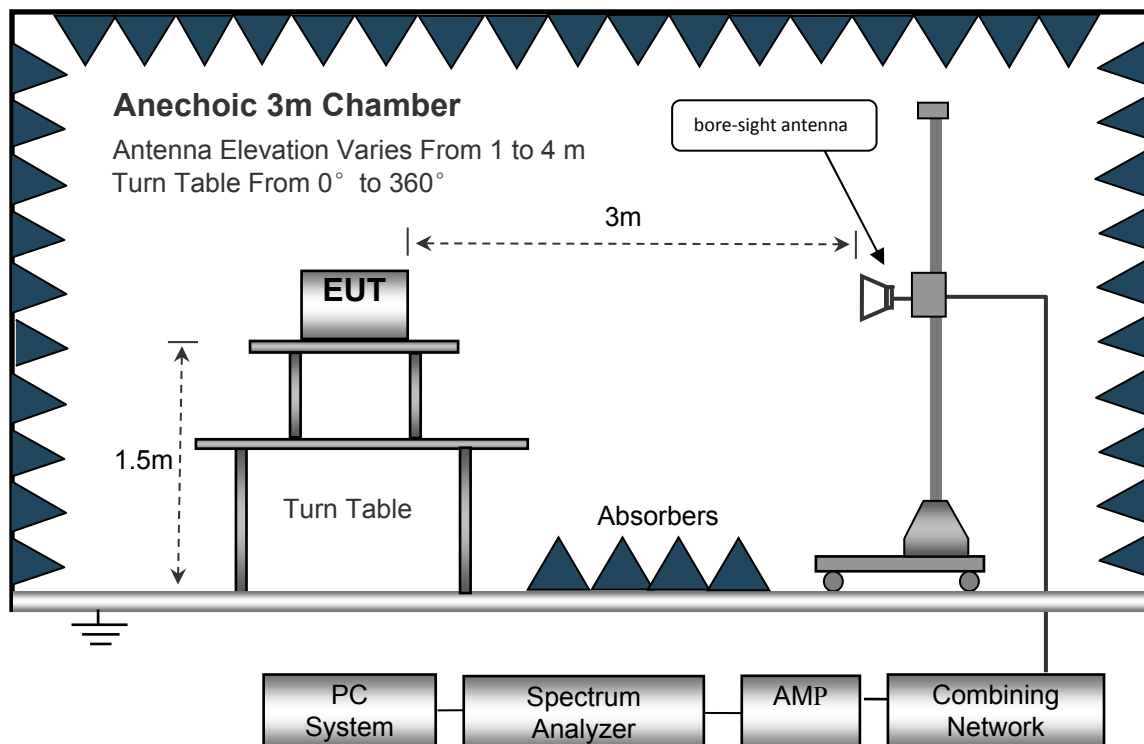 Anechoic 3m Chamber
Antenna Elevation Varies From 1 to 4 m
Turn Table From 0° to 360°
bore-sight antenna
3m
EUT
1.5m
Turn Table
Absorbers
PC
System
Spectrum
Analyzer
AMP
Combining
Network